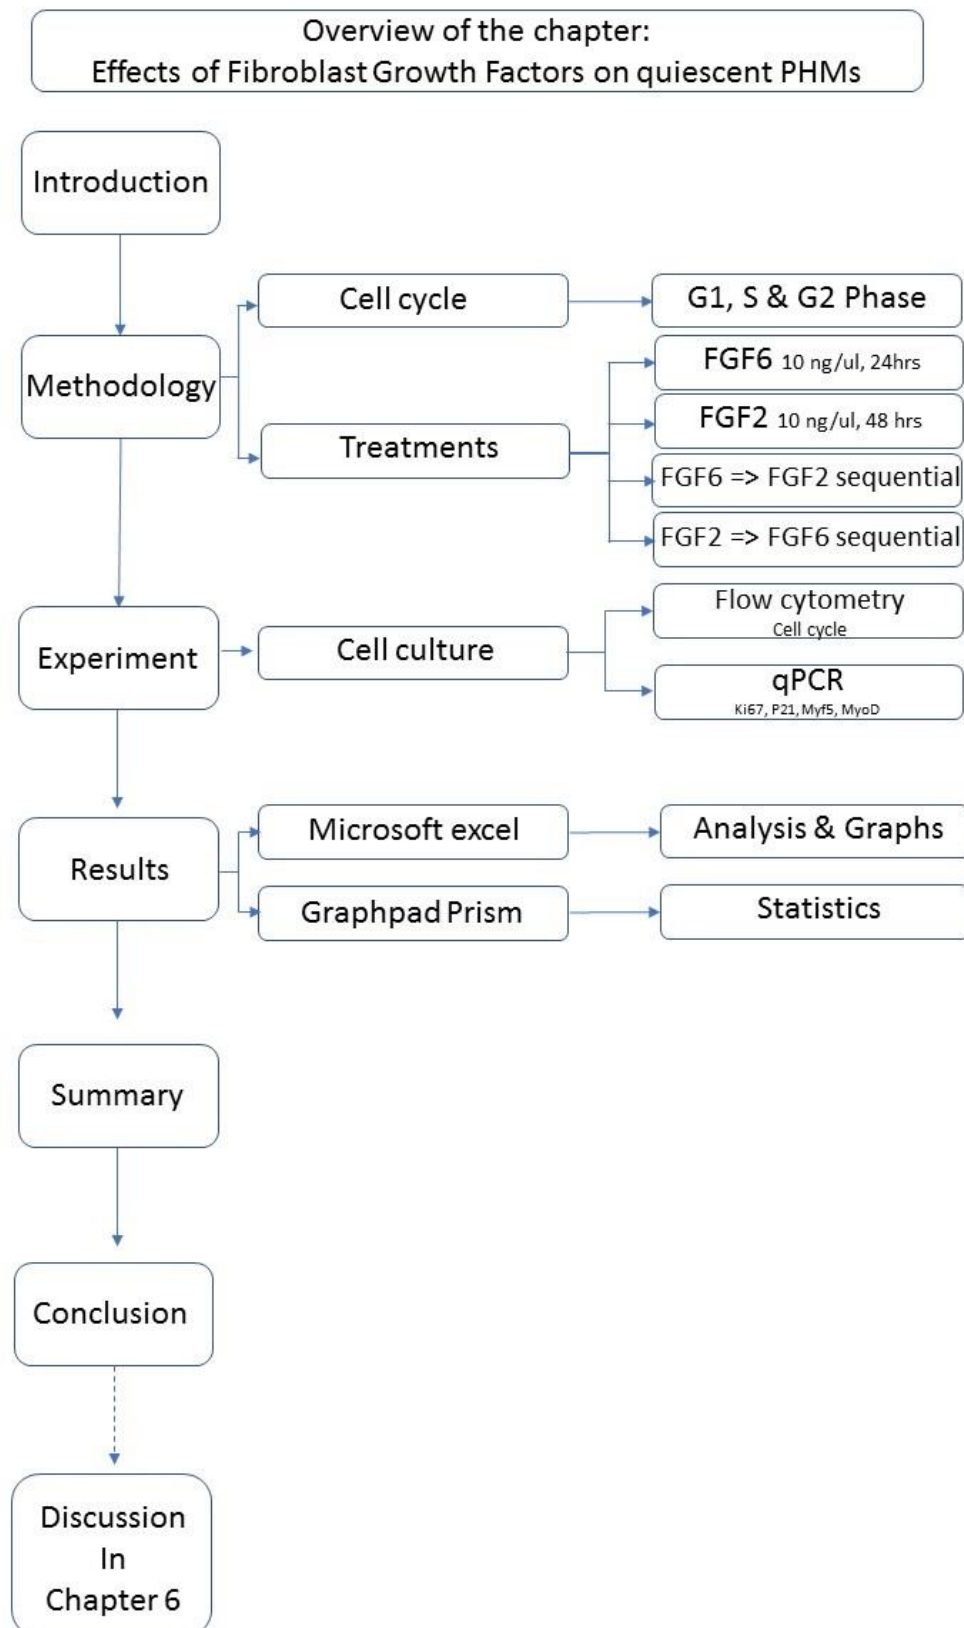 Overview of the chapter:
Effects of Fibroblast Growth Factors on quiescent PHMs
Introduction
Methodology
Cell cycle
G1, S & G2 Phase
Treatments
FGF6 10 ng/ul, 24hrs
FGF2 10 ng/ul, 48 hrs
FGF6 => FGF2 sequential
FGF2 => FGF6 sequential
Experiment
Cell culture
Flow cytometry
Cell cycle
qPCR
Ki67, P21, Myf5, MyoD
Results
Microsoft excel
Analysis & Graphs
Graphpad Prism
Statistics
Summary
Conclusion
Discussion
In
Chapter 6